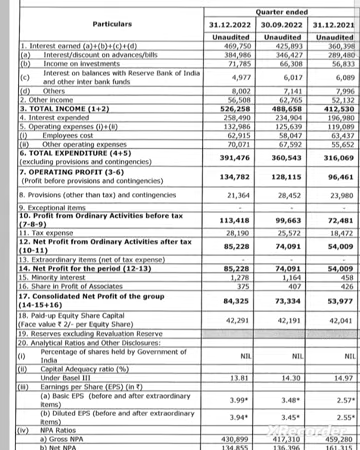 Quarter ended
Particulars 31.12.2022 30.09.2022 31.12.2021
Unaudited Unaudited Unaudited
1. Interest earned (a)+(b)+(c)+(d) 469,750 425,893 360,398
(a) Interest/discount on advances/bills 384,986 346,427 289,480
(b) Income on investments 71,785 66,308 56,833
(c) Interest on balances with Reserve Bank of India
and other inter bank funds 4,977 6,017 6,089
(d) Others 8,002 7,141 7,996
2. Other income 56,508 62,765 52,132
3. TOTAL INCOME (1+2) 526,258 488,658 412,530
4. Interest expended 258,490 234,904 196,980
5. Operating expenses (i)+(ii) 132,986 125,639 119,089
(i) Employees cost 62,915 58,047 63,437
(ii) Other operating expenses 70,071 67,592 55,652
6. TOTAL EXPENDITURE (4+5)
(excluding provisions and contingencies) 391,476 360,543 316,069
7. OPERATING PROFIT (3-6)
(Profit before provisions and contingencies) 134,782 128,115 96,461
8. Provisions (other than tax) and contingencies 21,364 28,452 23,980
9. Exceptional items - - -
10. Profit from Ordinary Activities before tax
(7-8-9) 113,418 99,663 72,481
11. Tax expense 28,190 25,572 18,472
12. Net Profit from Ordinary Activities after tax
(10-11) 85,228 74,091 54,009
13. Extraordinary items (net of tax expense) - - -
14. Net Profit for the period (12-13) 85,228 74,091 54,009
15. Minority interest 1,278 1,164 458
16. Share in Profit of Associates 375 407 426
17. Consolidated Net Profit of the group
(14-15+16) 84,325 73,334 53,977
18. Paid-up Equity Share Capital
(Face value ₹ 2/- per Equity Share) 42,291 42,191 42,041
19. Reserves excluding Revaluation Reserve
20. Analytical Ratios and Other Disclosures:
(i) Percentage of shares held by Government of
India NIL NIL NIL
(ii) Capital Adequacy ratio (%)
Under Basel III 13.81 14.30 14.97
(iii) Earnings per Share (EPS) (in ₹)
(a) Basic EPS (before and after extraordinary
items) 3.99* 3.48* 2.57*
(b) Diluted EPS (before and after extraordinary
items) 3.94* 3.45* 2.55*
(iv) NPA Ratios
a) Gross NPA 430,899 417,310 459,280
b) Net NPA 134,855 136,396 161,315
XRecorder